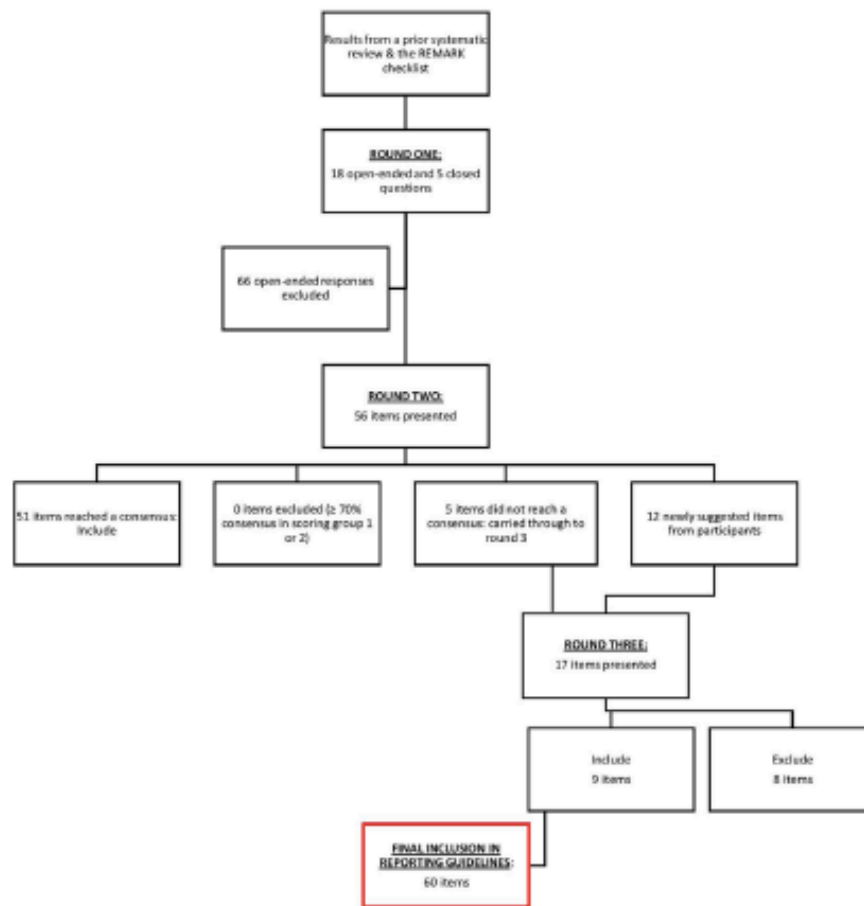 Results from a prior systematic
review & the REMARK
checklist
ROUND ONE:
18 open-ended and 5 closed
questions
66 open-ended responses
excluded
ROUND TWO:
56 items presented
51 items reached a consensus:
Include
0 items excluded (≥ 70%
consensus in scoring group 1
or 2)
5 items did not reach a
consensus: carried through to
round 3
12 newly suggested items
from participants
ROUND THREE:
17 items presented
Include
9 items
Exclude
8 items
FINAL INCLUSION IN
REPORTING GUIDELINES:
60 items